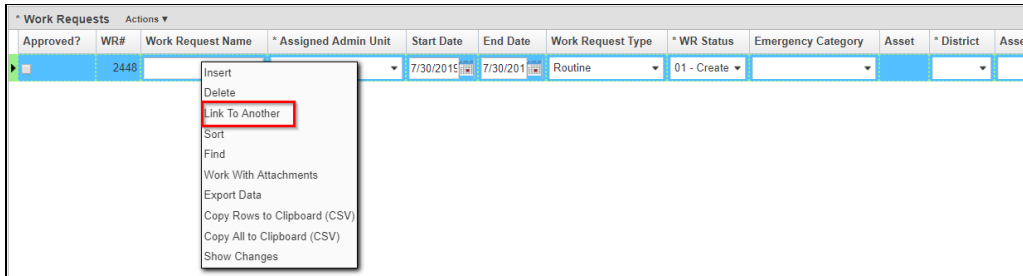 * Work Requests Actions ▼
Approved? WR# Work Request Name * Assigned Admin Unit Start Date End Date Work Request Type * WR Status Emergency Category Asset * District Asse
2448 7/30/2019 7/30/201 Routine 01 - Create
Insert
Delete
Link To Another
Sort
Find
Work With Attachments
Export Data
Copy Rows to Clipboard (CSV)
Copy All to Clipboard (CSV)
Show Changes